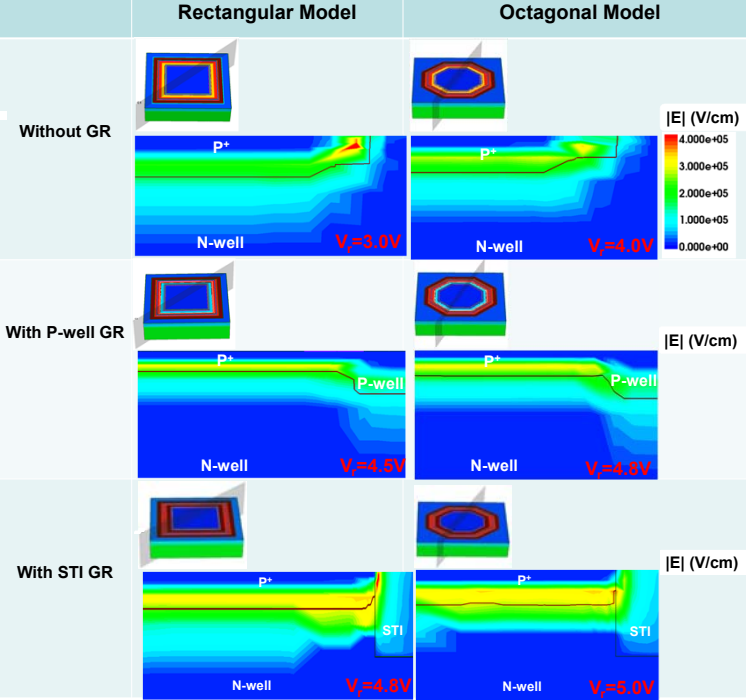 Rectangular Model
Octagonal Model
Without GR
P+
N-well
Vr=3.0V
P+
N-well
Vr=4.0V
|E| (V/cm)
4.000e+05
3.000e+05
2.000e+05
1.000e+05
0.000e+00
With P-well GR
P+
P-well
N-well
Vr=4.5V
P+
P-well
N-well
Vr=4.8V
|E| (V/cm)
With STI GR
P+
STI
N-well
Vr=4.8V
P+
STI
N-well
Vr=5.0V
|E| (V/cm)